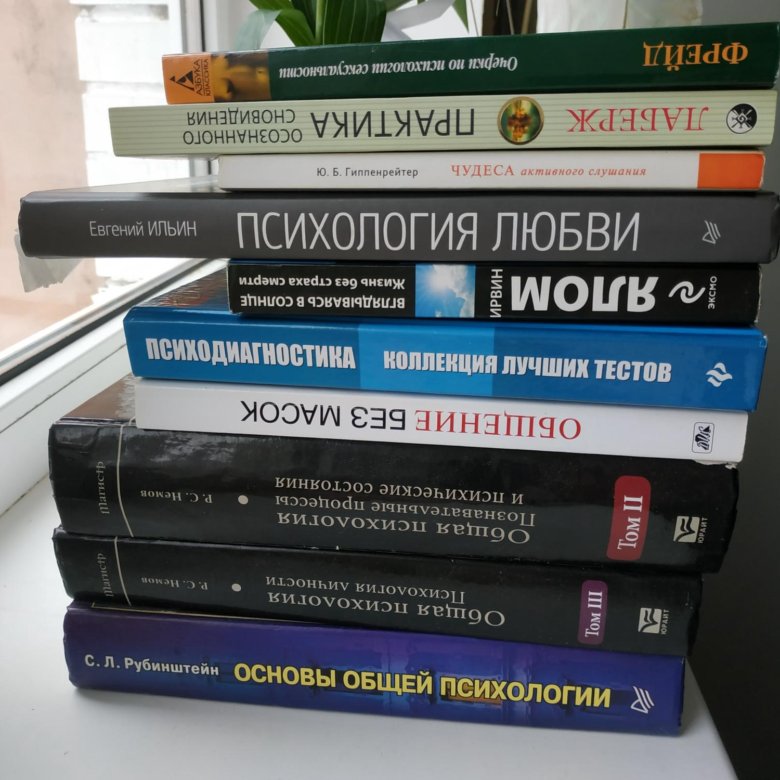 ФРЕЙД
Очерки по психологии сексуальности
АЗБУКА
КЛАССИКА
ЛАБЕРЖ
ПРАКТИКА
ОСОЗНАННОГО
СНОВИДЕНИЯ
Ю. Б. Гиппенрейтер ЧУДЕСА активного слушания
Евгений ИЛЬИН ПСИХОЛОГИЯ ЛЮБВИ
ИРВИН
ЯЛОМ
ВГЛЯДЫВАЯСЬ В СОЛНЦЕ
Жизнь без страха смерти
ЭКСМО
ПСИХОДИАГНОСТИКА КОЛЛЕКЦИЯ ЛУЧШИХ ТЕСТОВ
ОБЩЕНИЕ БЕЗ МАСОК
Магистр
Р. С. Немов
Общая психология
Познавательные процессы
и психические состояния
Том II
ЮРАЙТ
Магистр
Р. С. Немов
Общая психология
Психология личности
Том III
ЮРАЙТ
С. Л. Рубинштейн ОСНОВЫ ОБЩЕЙ ПСИХОЛОГИИ